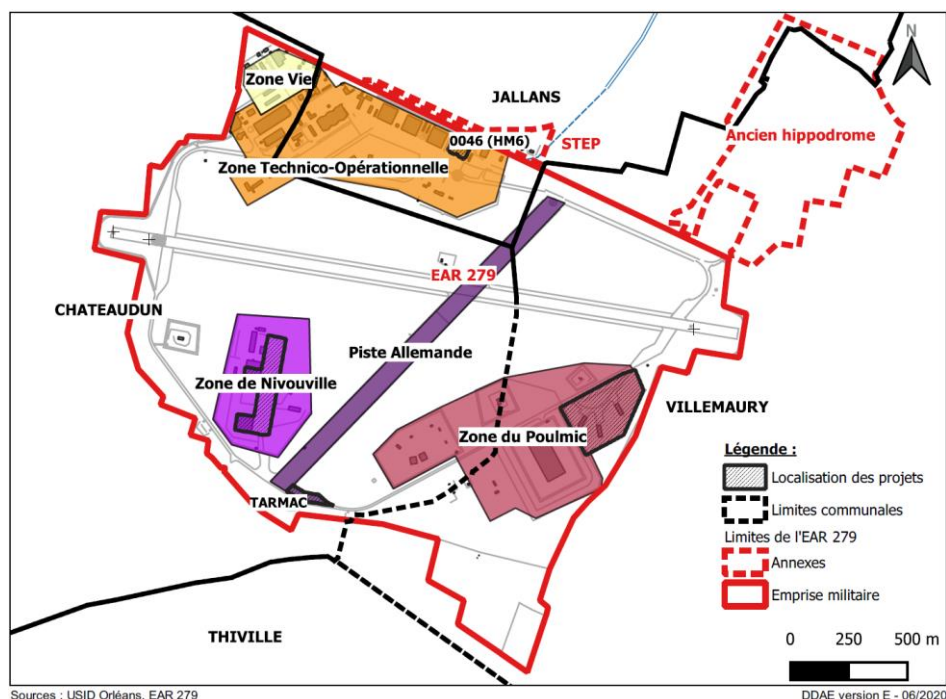 N
Zone Vie
JALLANS
Ancien hippodrome
0046 (HM6)
STEP
Zone Technico-Opérationnelle
EAR 279
CHATEAUDUN
Piste Allemande
Zone de Nivouville
VILLEMAURY
Zone du Poulmic
TARMAC
THIVILLE
Légende :
Localisation des projets
Limites communales
Limites de l'EAR 279
Annexes
Emprise militaire
0 250 500 m
Sources : USID Orléans, EAR 279
DDAE version E - 06/2020